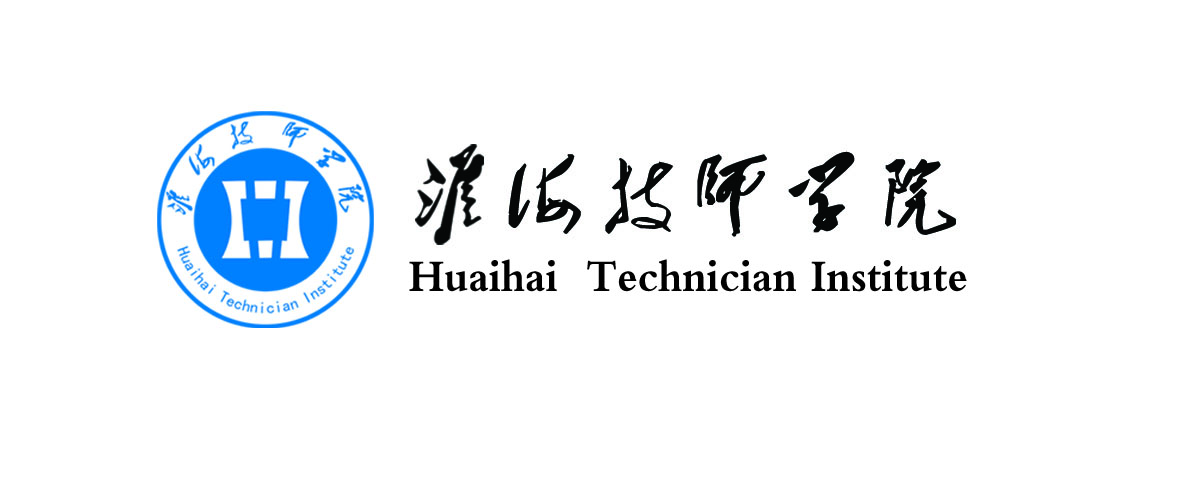 淮海技师学院
Huaihai Technician Institute
淮海技师学院
Huaihai Technician Institute